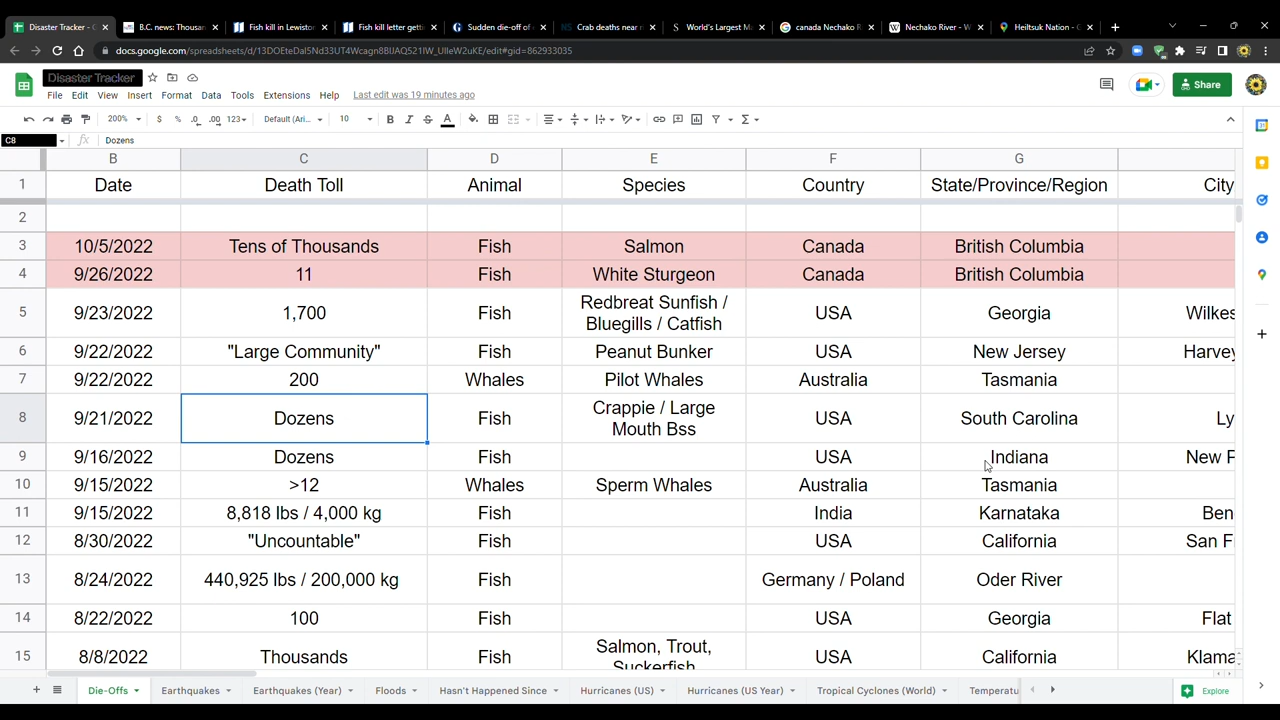 Disaster Tracker - G
B.C. news: Thousan
Fish kill in Lewiston
Fish kill letter gettin
Sudden die-off of
Crab deaths near
World's Largest M
canada Nechako R
Nechako River - W
Heiltsuk Nation - G
docs.google.com/spreadsheets/d/13DOEteDaI5Nd33UT4Wcagn8BlJAQ521IW_UIleW2uKE/edit#gid=862933035
Disaster Tracker
File Edit View Insert Format Data Tools Extensions Help Last edit was 19 minutes ago
Share
200% $ % .0 .00 123 Default (Ari... 10 B I S A
C8 fx Dozens
B C D E F G
1 Date Death Toll Animal Species Country State/Province/Region City
2
3 10/5/2022 Tens of Thousands Fish Salmon Canada British Columbia
4 9/26/2022 11 Fish White Sturgeon Canada British Columbia
5 9/23/2022 1,700 Fish Redbreat Sunfish / Bluegills / Catfish USA Georgia Wilkes
6 9/22/2022 "Large Community" Fish Peanut Bunker USA New Jersey Harvey
7 9/22/2022 200 Whales Pilot Whales Australia Tasmania
8 9/21/2022 Dozens Fish Crappie / Large Mouth Bss USA South Carolina Ly
9 9/16/2022 Dozens Fish USA Indiana New F
10 9/15/2022 >12 Whales Sperm Whales Australia Tasmania
11 9/15/2022 8,818 lbs / 4,000 kg Fish India Karnataka Ben
12 8/30/2022 "Uncountable" Fish USA California San F
13 8/24/2022 440,925 lbs / 200,000 kg Fish Germany / Poland Oder River
14 8/22/2022 100 Fish USA Georgia Flat
15 8/8/2022 Thousands Fish Salmon, Trout, Suckerfish USA California Klama
Die-Offs Earthquakes Earthquakes (Year) Floods Hasn't Happened Since Hurricanes (US) Hurricanes (US Year) Tropical Cyclones (World) Temperatu
Explore